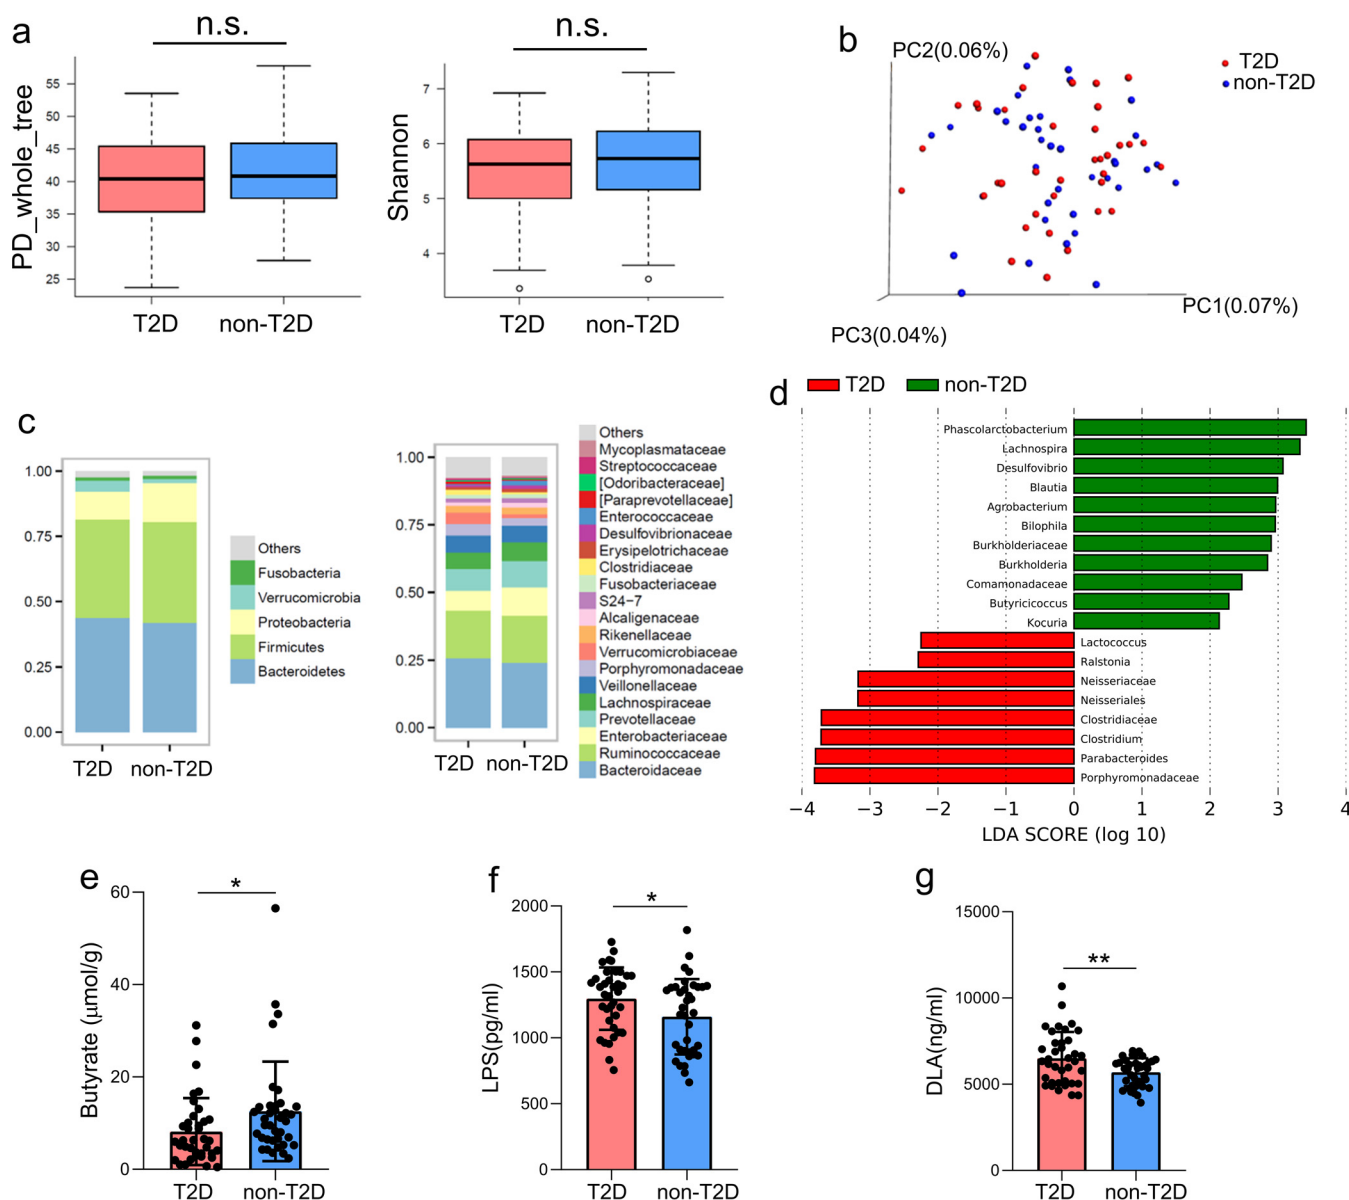 a
n.s.
PD_whole_tree
55
50
45
40
35
30
25
T2D non-T2D
n.s.
Shannon
7
6
5
4
T2D non-T2D
b
PC2(0.06%)
T2D
non-T2D
PC1(0.07%)
PC3(0.04%)
c
1.00
0.75
0.50
0.25
0.00
T2D non-T2D
Others
Fusobacteria
Verrucomicrobia
Proteobacteria
Firmicutes
Bacteroidetes
1.00
0.75
0.50
0.25
0.00
T2D non-T2D
Others
Mycoplasmataceae
Streptococcaceae
[Odoribacteraceae]
[Paraprevotellaceae]
Enterococcaceae
Desulfovibrionaceae
Erysipelotrichaceae
Clostridiaceae
Fusobacteriaceae
S24-7
Alcaligenaceae
Rikenellaceae
Verrucomicrobiaceae
Porphyromonadaceae
Veillonellaceae
Lachnospiraceae
Prevotellaceae
Enterobacteriaceae
Ruminococcaceae
Bacteroidaceae
d
T2D non-T2D
Phascolarctobacterium
Lachnospira
Desulfovibrio
Blautia
Agrobacterium
Bilophila
Burkholderiaceae
Burkholderia
Comamonadaceae
Butyricicoccus
Kocuria
Lactococcus
Ralstonia
Neisseriaceae
Neisseriales
Clostridiaceae
Clostridium
Parabacteroides
Porphyromonadaceae
−4 −3 −2 −1 0 1 2 3 4
LDA SCORE (log 10)
e
*
Butyrate (μmol/g)
60
40
20
0
T2D non-T2D
f
*
LPS(pg/ml)
2000
1500
1000
500
0
T2D non-T2D
g
**
DLA(ng/ml)
15000
10000
5000
0
T2D non-T2D